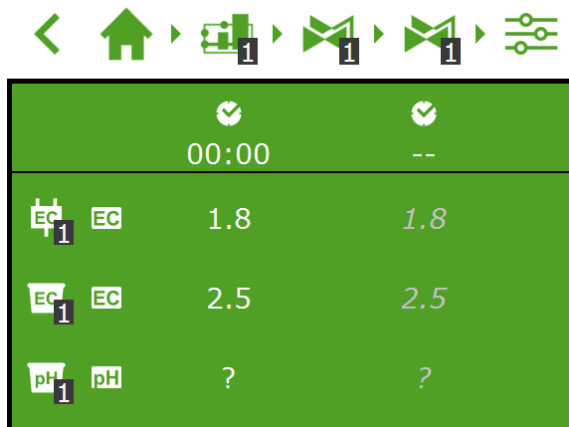 1 1 1
00:00 --
EC 1 EC 1.8 1.8
EC 1 EC 2.5 2.5
pH 1 pH ? ?